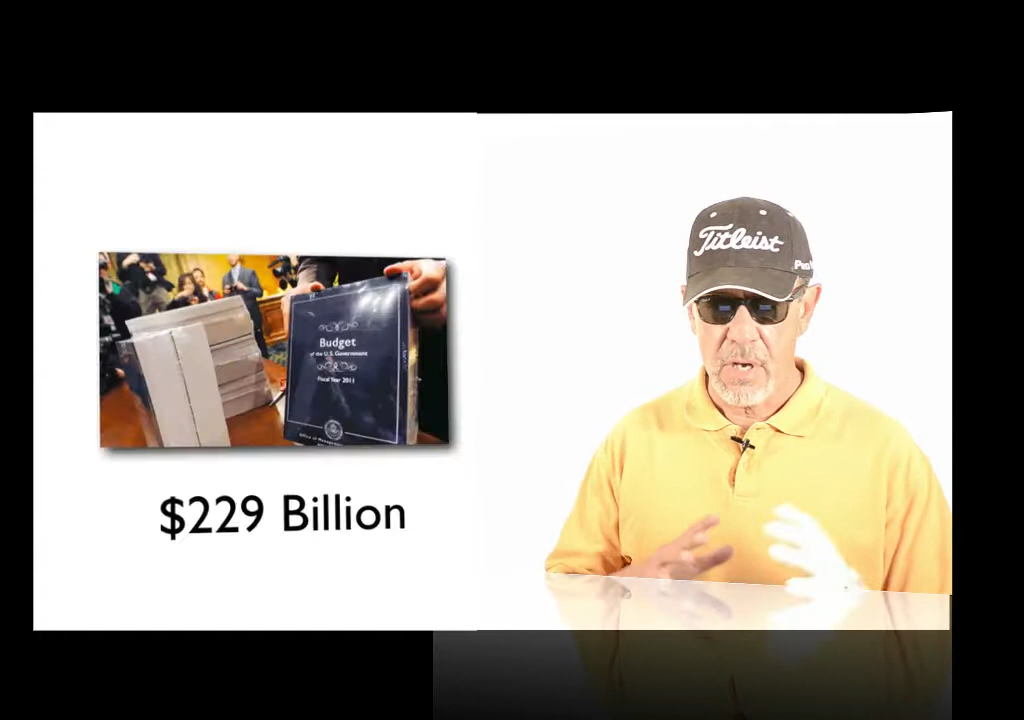 Budget
of the U.S. Government
Fiscal Year 2011
$229 Billion
Titleist